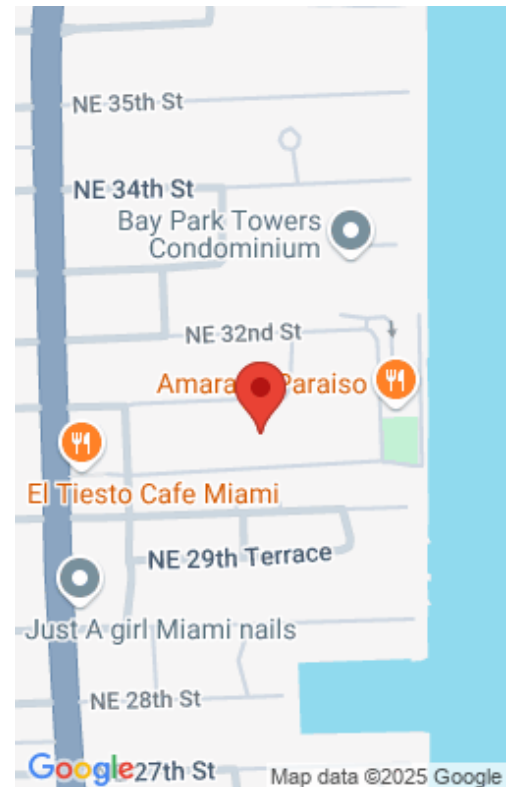 NE 35th St
NE 34th St
Bay Park Towers
Condominium
NE 32nd St
Amara Paraiso
El Tiesto Cafe Miami
NE 29th Terrace
Just A girl Miami nails
NE 28th St
Google
27th St
Map data ©2025 Google